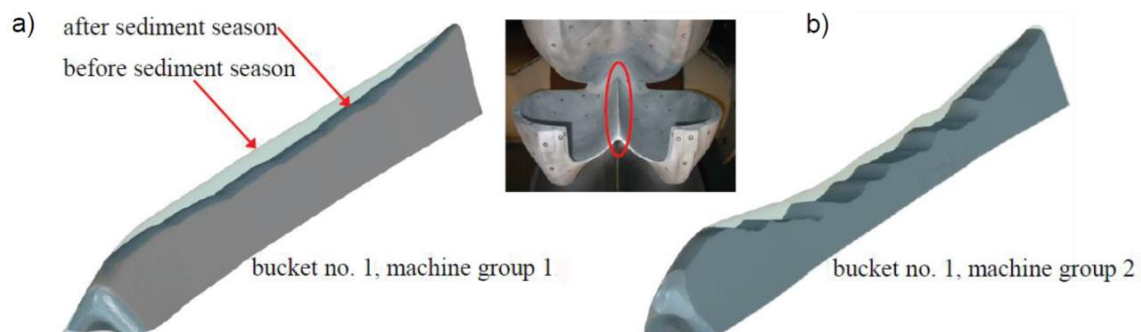 a)
after sediment season
before sediment season
bucket no. 1, machine group 1
b)
bucket no. 1, machine group 2